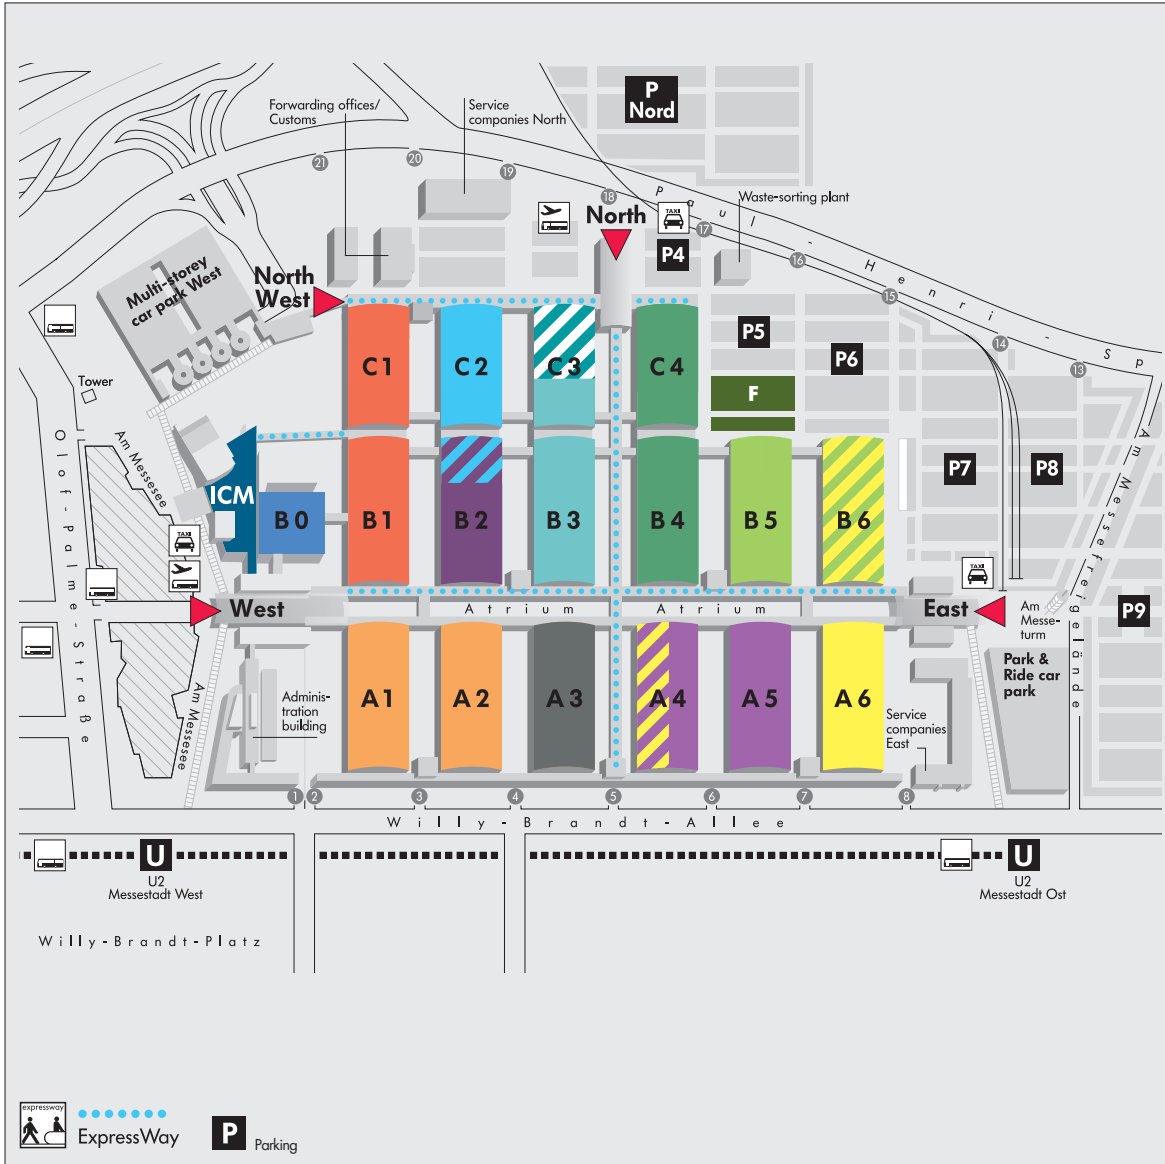 P
Nord
Forwarding offices/
Customs
Service
companies North
21
20
19
18
17
16
15
14
13
Paul-Henri-Sp
TAXI
North
P4
Waste-sorting plant
Multi-storey
car park West
North
West
P5
P6
C1
C2
C3
C4
F
Tower
Am Messesee
Olof-Palme-Straße
ICM
B0
B1
B2
B3
B4
B5
B6
P7
P8
Am Messefreigelände
TAXI
TAXI
West
Atrium
Atrium
East
Am
Messe-
turm
P9
Park &
Ride car
park
Am Messesee
Adminis-
tration
building
A1
A2
A3
A4
A5
A6
Service
companies
East
1
2
3
4
5
6
7
8
Willy-Brandt-Allee
U
U2
Messestadt West
U
U2
Messestadt Ost
Willy-Brandt-Platz
expressway
ExpressWay
P
Parking